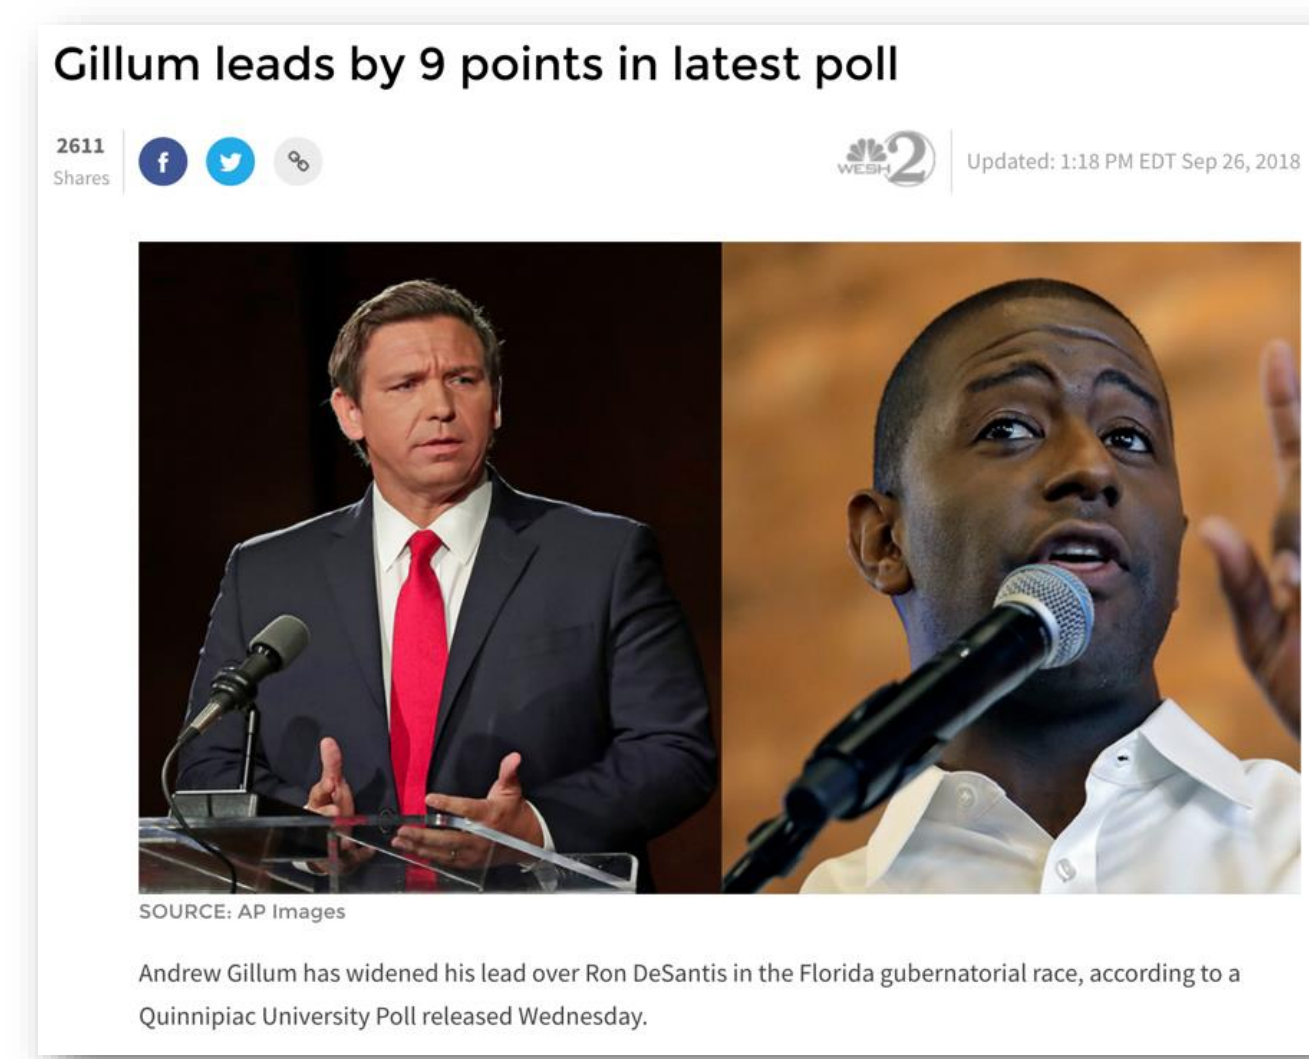 Gillum leads by 9 points in latest poll
2611
Shares
f
WESH 2
Updated: 1:18 PM EDT Sep 26, 2018
SOURCE: AP Images
Andrew Gillum has widened his lead over Ron DeSantis in the Florida gubernatorial race, according to a
Quinnipiac University Poll released Wednesday.